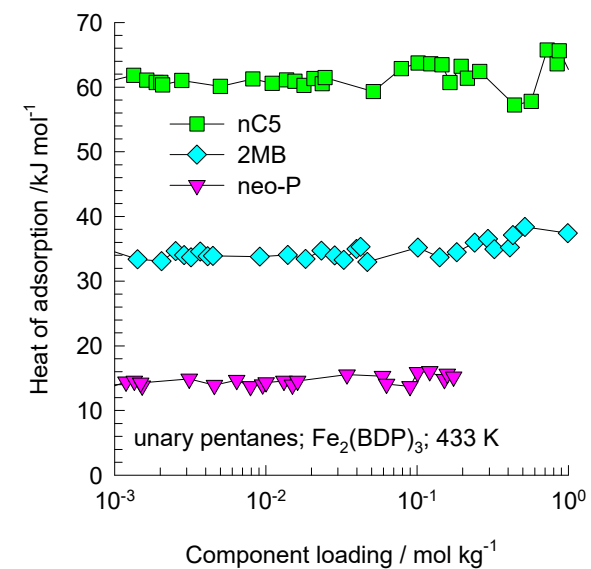 70
60
50
40
30
20
10
0
Heat of adsorption /kJ mol⁻¹
nC5
2MB
neo-P
unary pentanes; Fe₂(BDP)₃; 433 K
10⁻³ 10⁻² 10⁻¹ 10⁰
Component loading / mol kg⁻¹